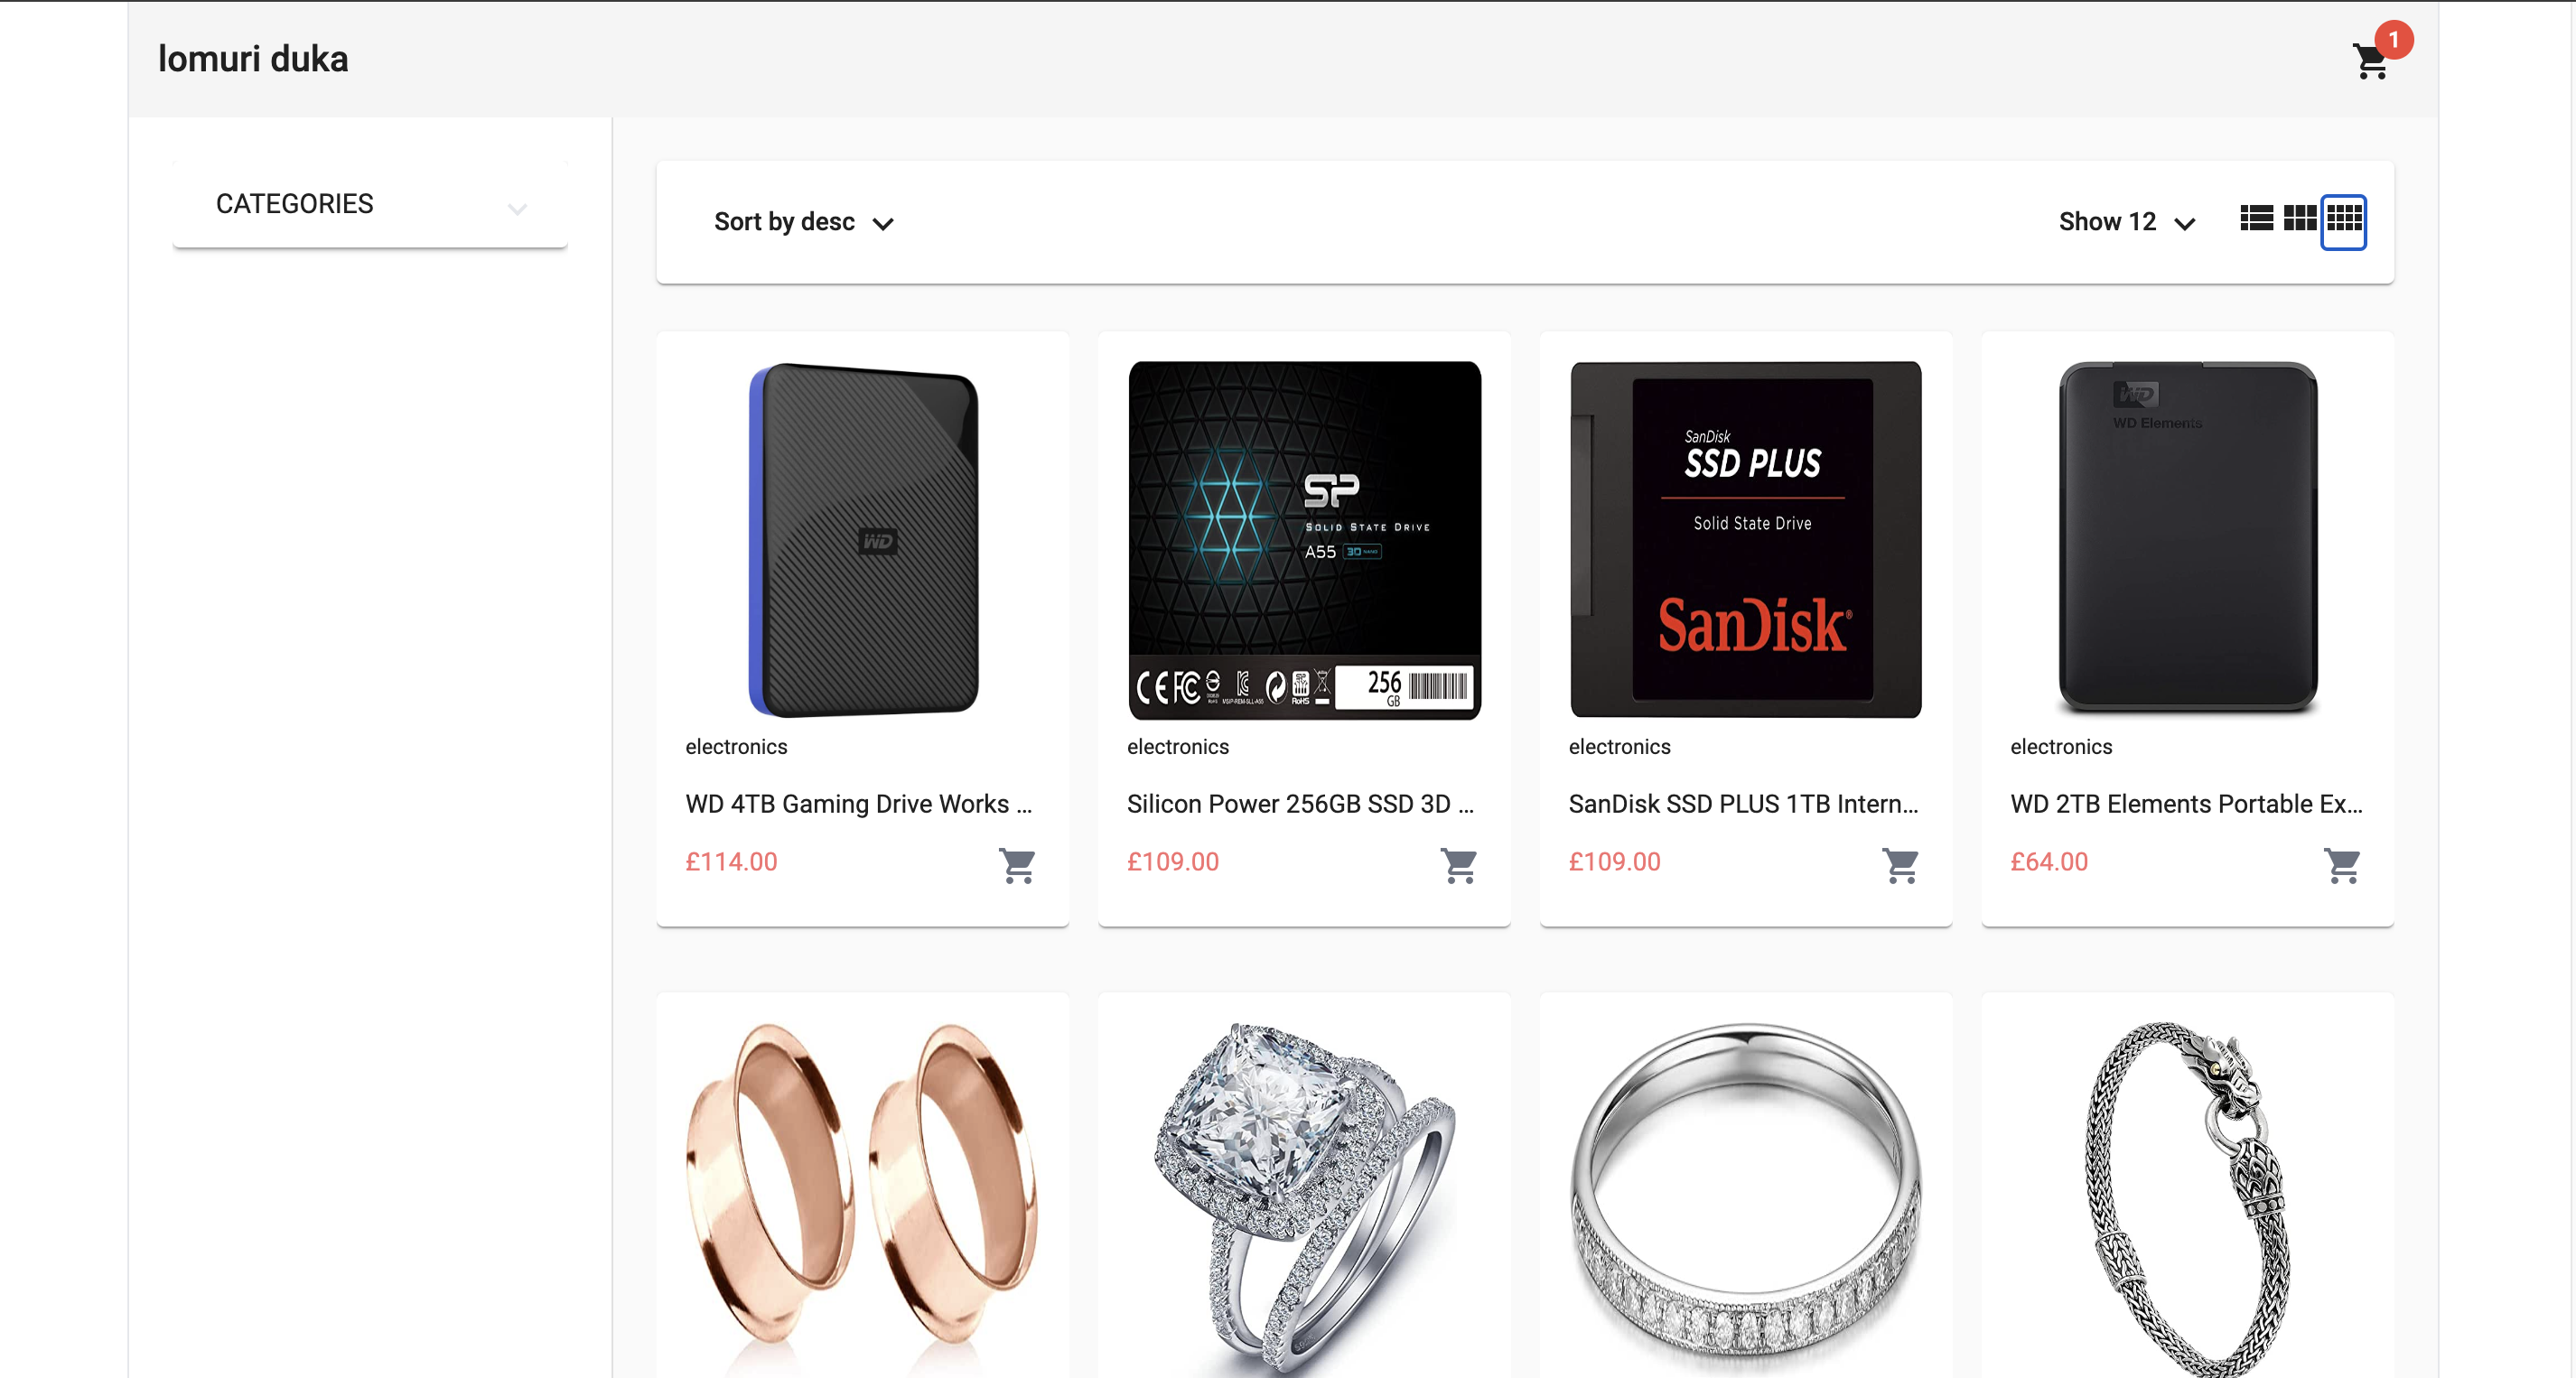 lomuri duka
1
CATEGORIES
Sort by desc
Show 12
WD
SP
SOLID STATE DRIVE
A55 3D NAND
256
GB
SanDisk
SSD PLUS
Solid State Drive
SanDisk®
WD
WD Elements
electronics
WD 4TB Gaming Drive Works ...
£114.00
electronics
Silicon Power 256GB SSD 3D ...
£109.00
electronics
SanDisk SSD PLUS 1TB Intern...
£109.00
electronics
WD 2TB Elements Portable Ex...
£64.00